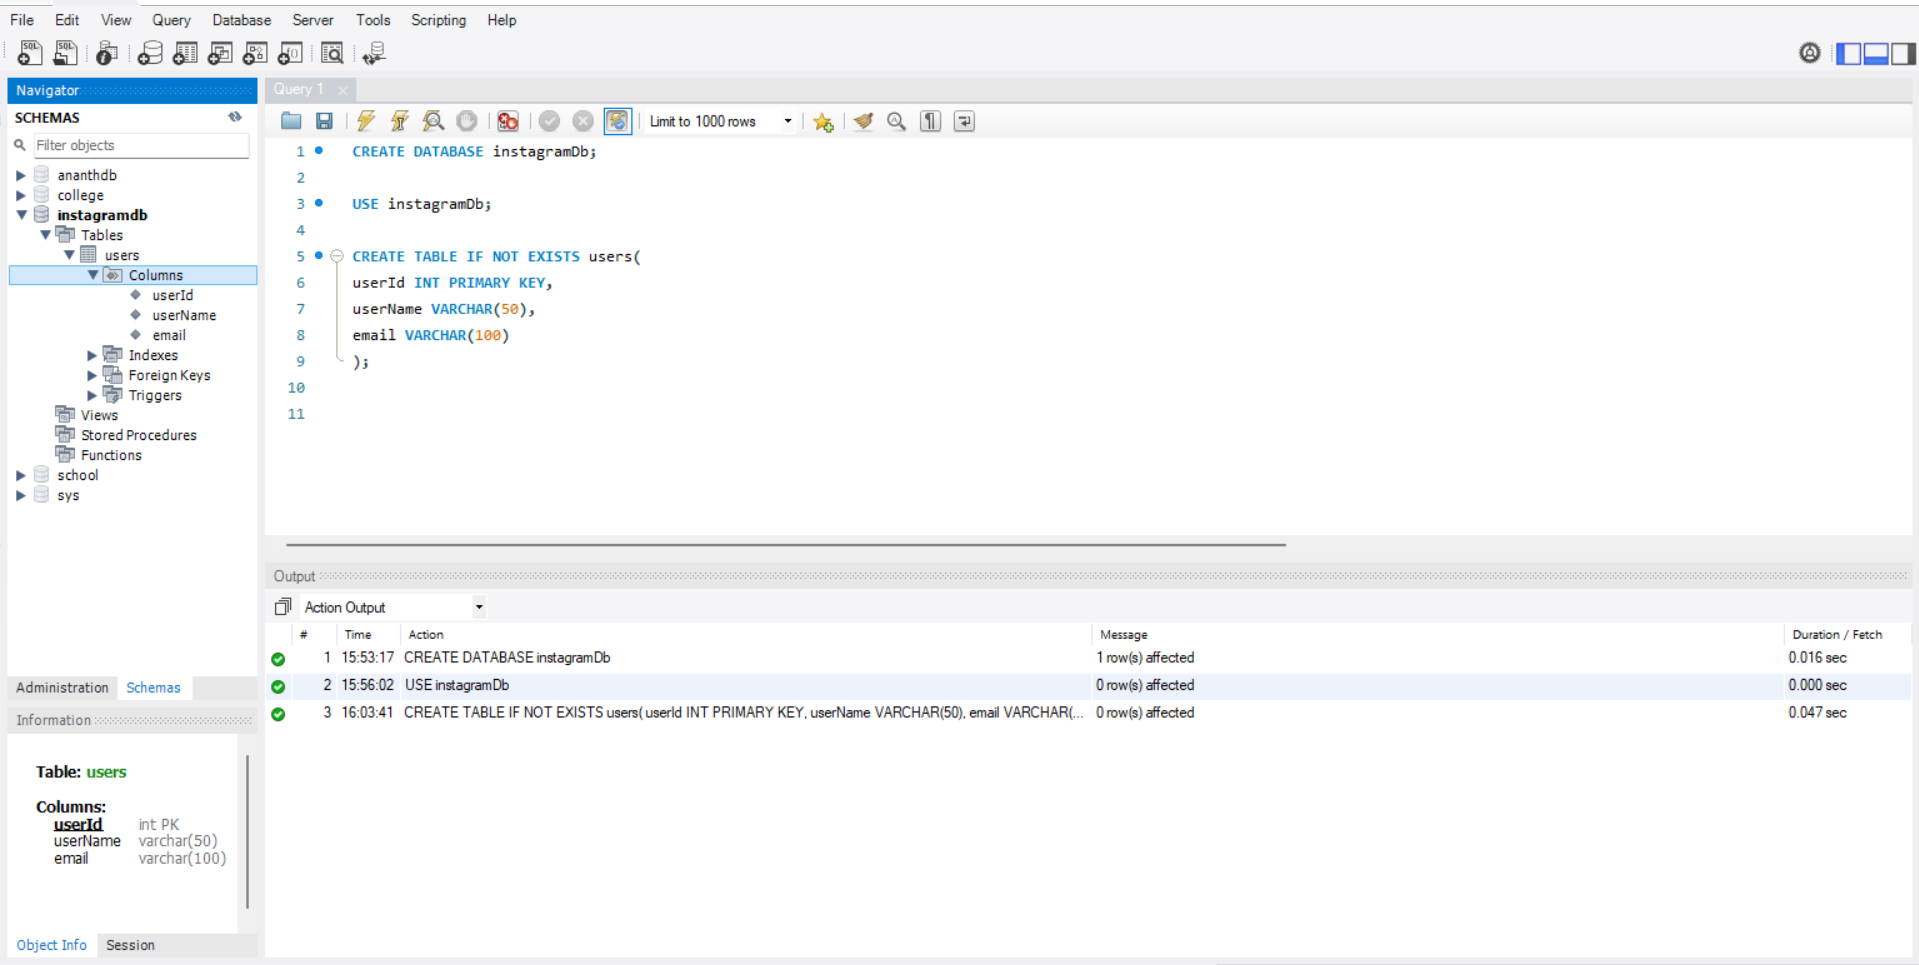 File Edit View Query Database Server Tools Scripting Help
Navigator
SCHEMAS
Filter objects
ananthdb
college
instagramdb
Tables
users
Columns
userId
userName
email
Indexes
Foreign Keys
Triggers
Views
Stored Procedures
Functions
school
sys
Administration Schemas
Information
Table: users
Columns:
userId int PK
userName varchar(50)
email varchar(100)
Object Info Session
Query 1
Limit to 1000 rows
1 CREATE DATABASE instagramDb;
2
3 USE instagramDb;
4
5 CREATE TABLE IF NOT EXISTS users(
6 userId INT PRIMARY KEY,
7 userName VARCHAR(50),
8 email VARCHAR(100)
9 );
10
11
Output
Action Output
# Time Action Message Duration / Fetch
1 15:53:17 CREATE DATABASE instagramDb 1 row(s) affected 0.016 sec
2 15:56:02 USE instagramDb 0 row(s) affected 0.000 sec
3 16:03:41 CREATE TABLE IF NOT EXISTS users( userId INT PRIMARY KEY, userName VARCHAR(50), email VARCHAR(... 0 row(s) affected 0.047 sec